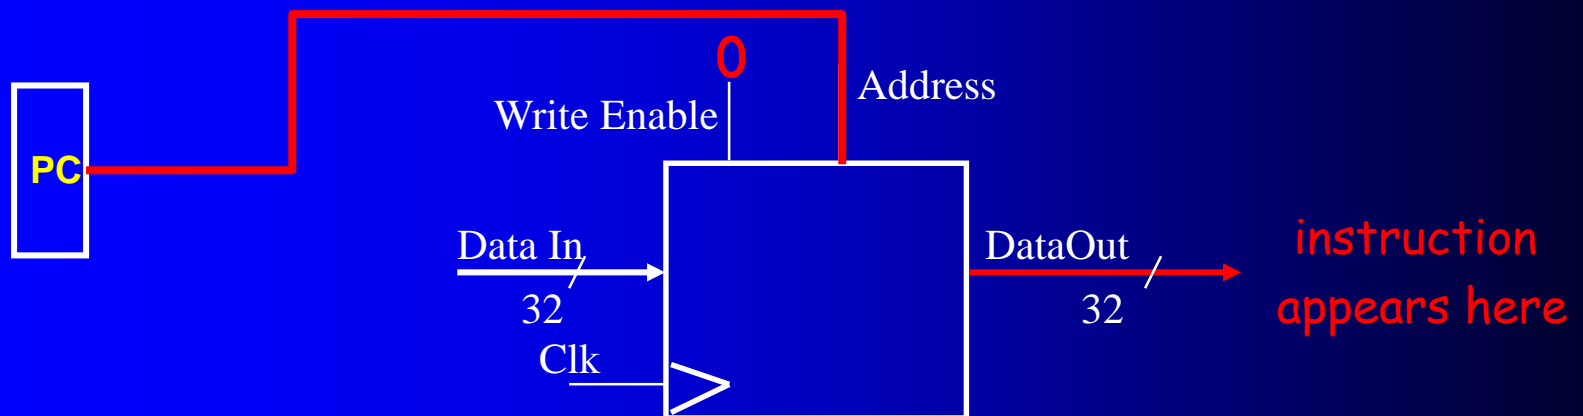 0
Address
Write Enable
PC
Data In
DataOut
instruction
32
32
appears here
Clk